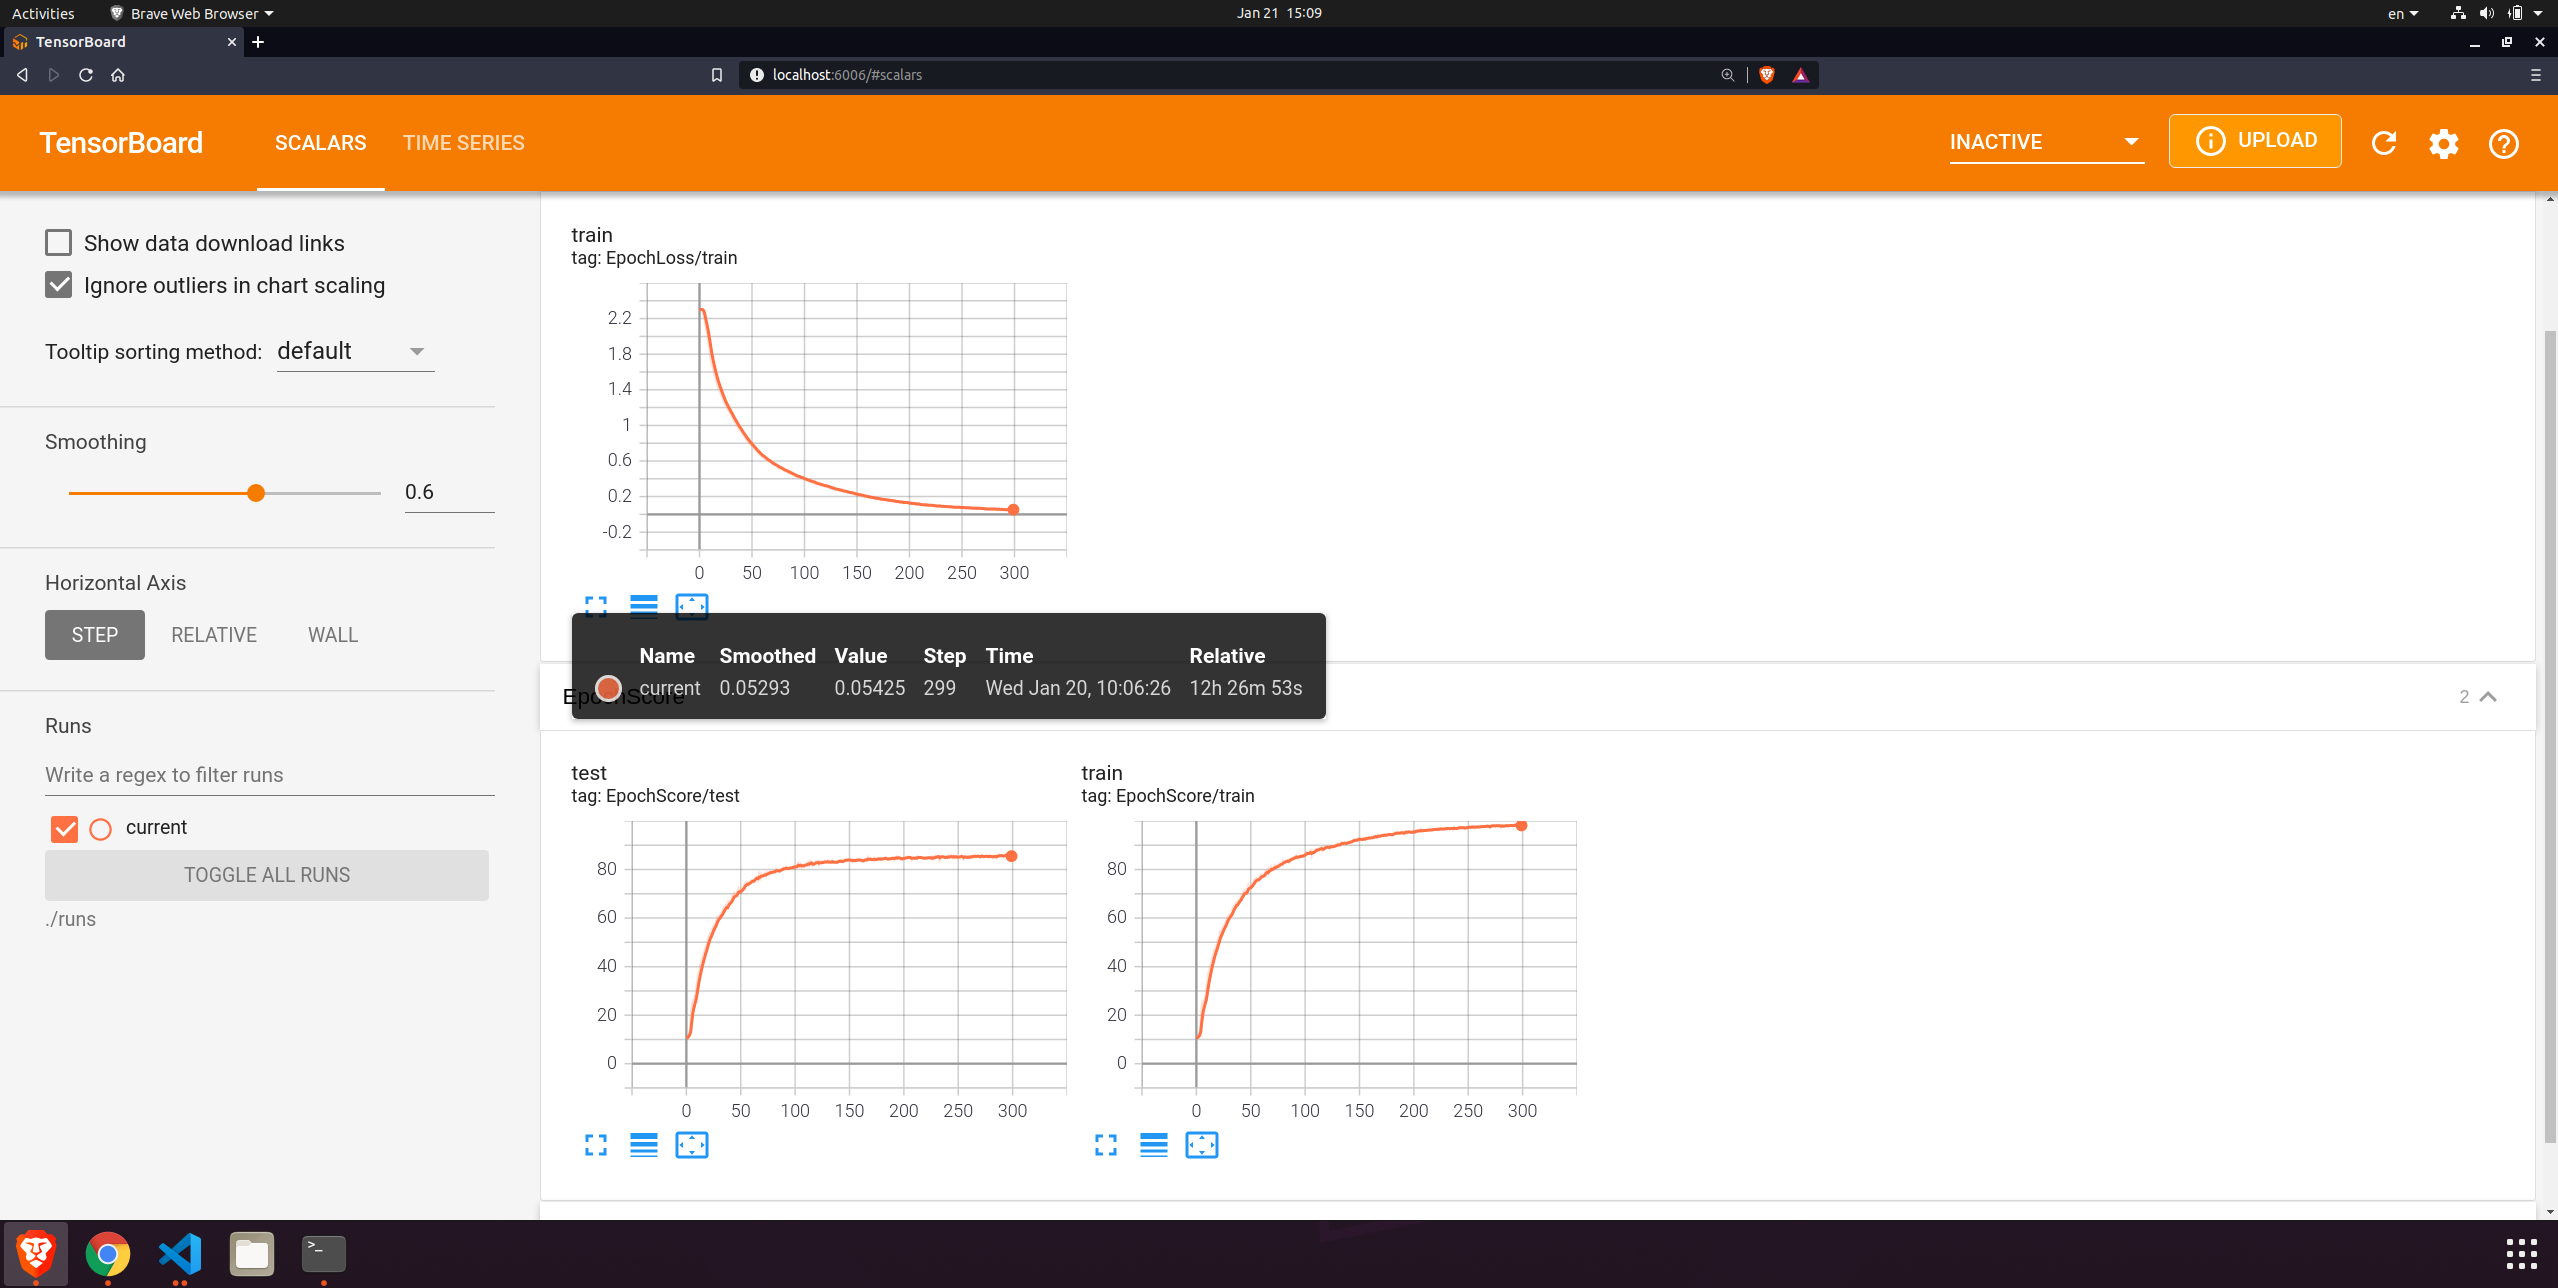 Activities Brave Web Browser Jan 21 15:09 en
TensorBoard
localhost:6006/#scalars
TensorBoard SCALARS TIME SERIES INACTIVE UPLOAD
Show data download links
Ignore outliers in chart scaling
Tooltip sorting method: default
Smoothing
0.6
Horizontal Axis
STEP RELATIVE WALL
Runs
Write a regex to filter runs
current
TOGGLE ALL RUNS
./runs
train
tag: EpochLoss/train
2.2
1.8
1.4
1
0.6
0.2
-0.2
0 50 100 150 200 250 300
Name Smoothed Value Step Time Relative
current 0.05293 0.05425 299 Wed Jan 20, 10:06:26 12h 26m 53s
EpochScore 2
test
tag: EpochScore/test
80
60
40
20
0
0 50 100 150 200 250 300
train
tag: EpochScore/train
80
60
40
20
0
0 50 100 150 200 250 300